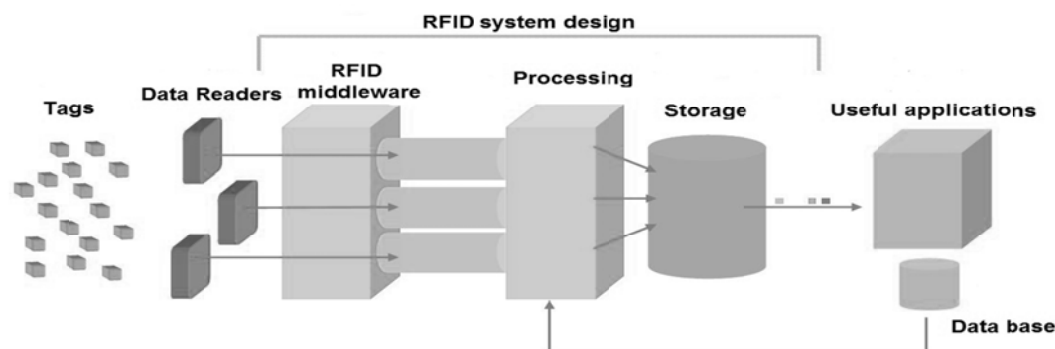 RFID system design
Tags
Data Readers
RFID
middleware
Processing
Storage
Useful applications
Data base